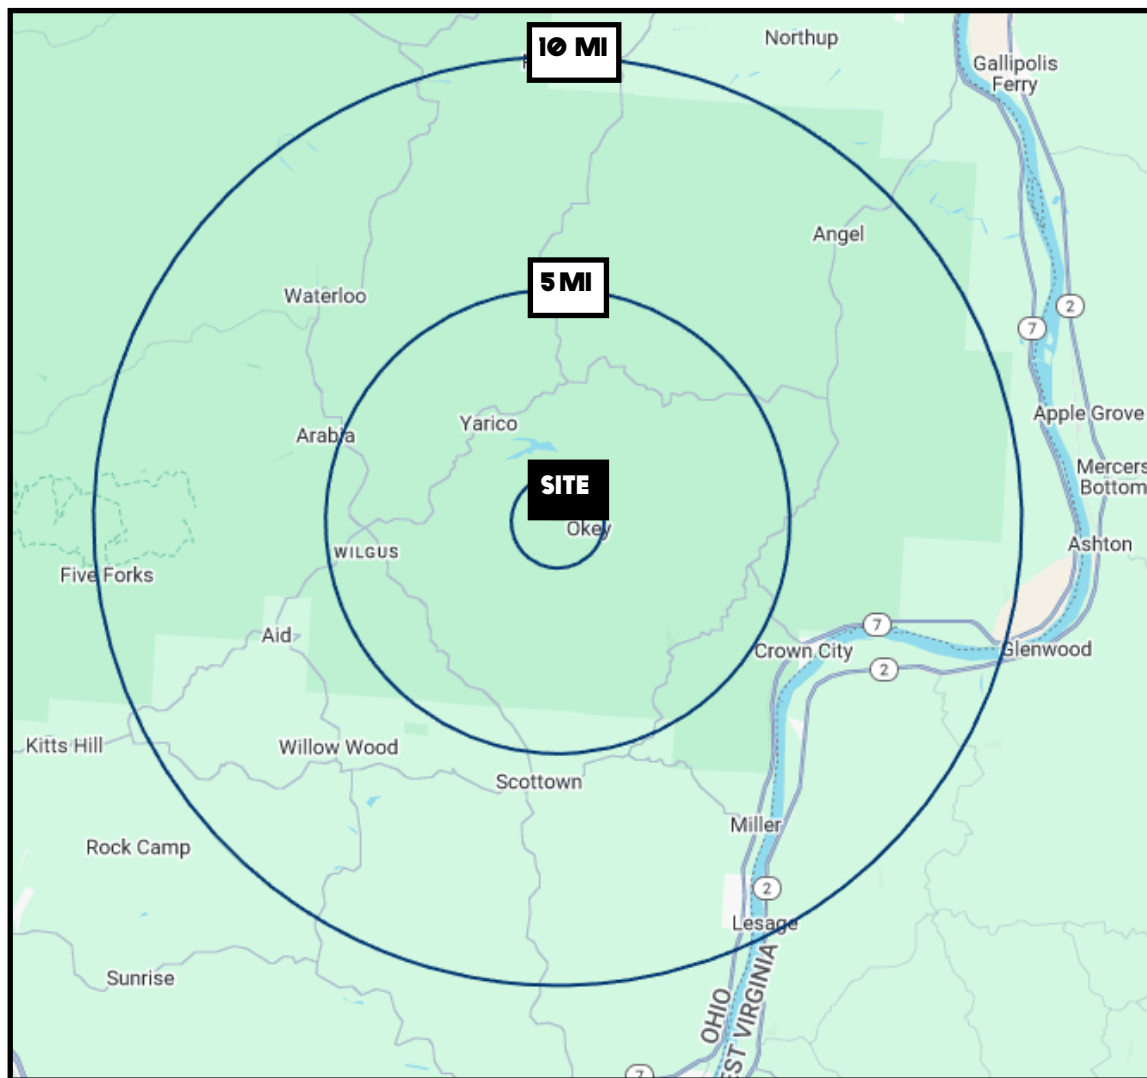 10 MI
Northup
Gallipolis
Ferry
Angel
5 MI
Waterloo
2
7
Apple Grove
Yarico
Arabia
Mercers
Bottom
SITE
Okey
Ashton
WILGUS
Five Forks
7
Aid
Crown City
Glenwood
2
Kitts Hill
Willow Wood
Scottown
Miller
Rock Camp
2
Lesage
Sunrise
OHIO
EST VIRGINIA
7